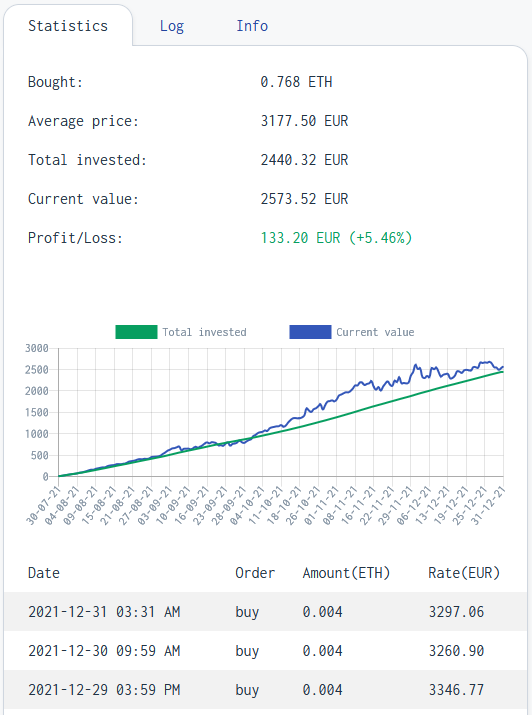 Statistics Log Info
Bought: 0.768 ETH
Average price: 3177.50 EUR
Total invested: 2440.32 EUR
Current value: 2573.52 EUR
Profit/Loss: 133.20 EUR (+5.46%)
Total invested Current value
3000
2500
2000
1500
1000
500
0
30-07-21 04-08-21 09-08-21 15-08-21 21-08-21 27-08-21 03-09-21 10-09-21 16-09-21 23-09-21 28-09-21 04-10-21 11-10-21 18-10-21 26-10-21 01-11-21 11-11-21 16-11-21 22-11-21 29-11-21 06-12-21 13-12-21 19-12-21 25-12-21 31-12-21
Date Order Amount(ETH) Rate(EUR)
2021-12-31 03:31 AM buy 0.004 3297.06
2021-12-30 09:59 AM buy 0.004 3260.90
2021-12-29 03:59 PM buy 0.004 3346.77